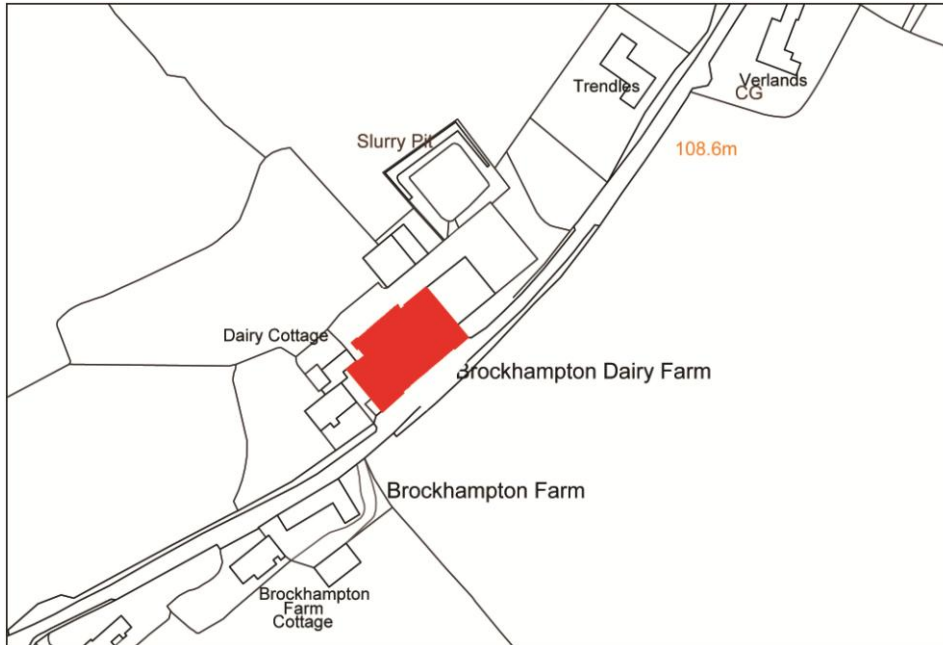 Trendles
Verlands
CG
108.6m
Slurry Pit
Dairy Cottage
Brockhampton Dairy Farm
Brockhampton Farm
Brockhampton
Farm
Cottage